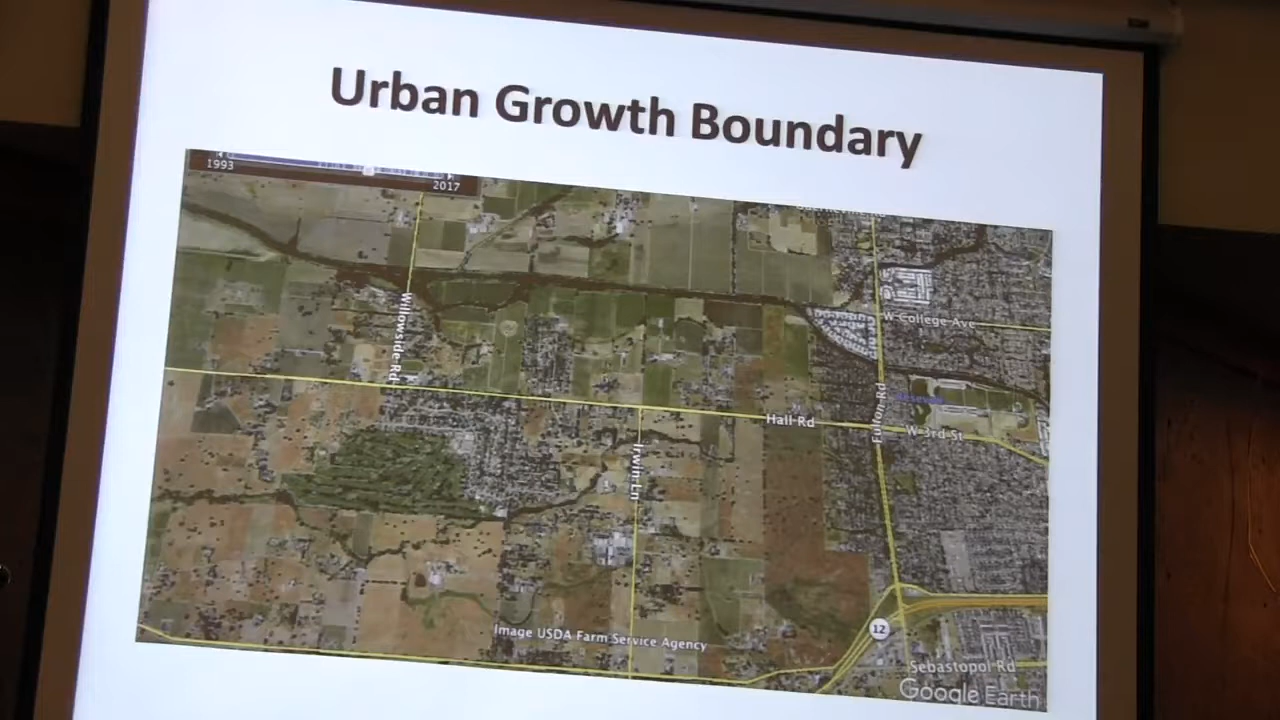 Urban Growth Boundary
1993
2017
Willowside Rd
W College Ave
Hall Rd
Fulton Rd
W 3rd St
Irwin Ln
12
Image USDA Farm Service Agency
Sebastopol Rd
Google Earth